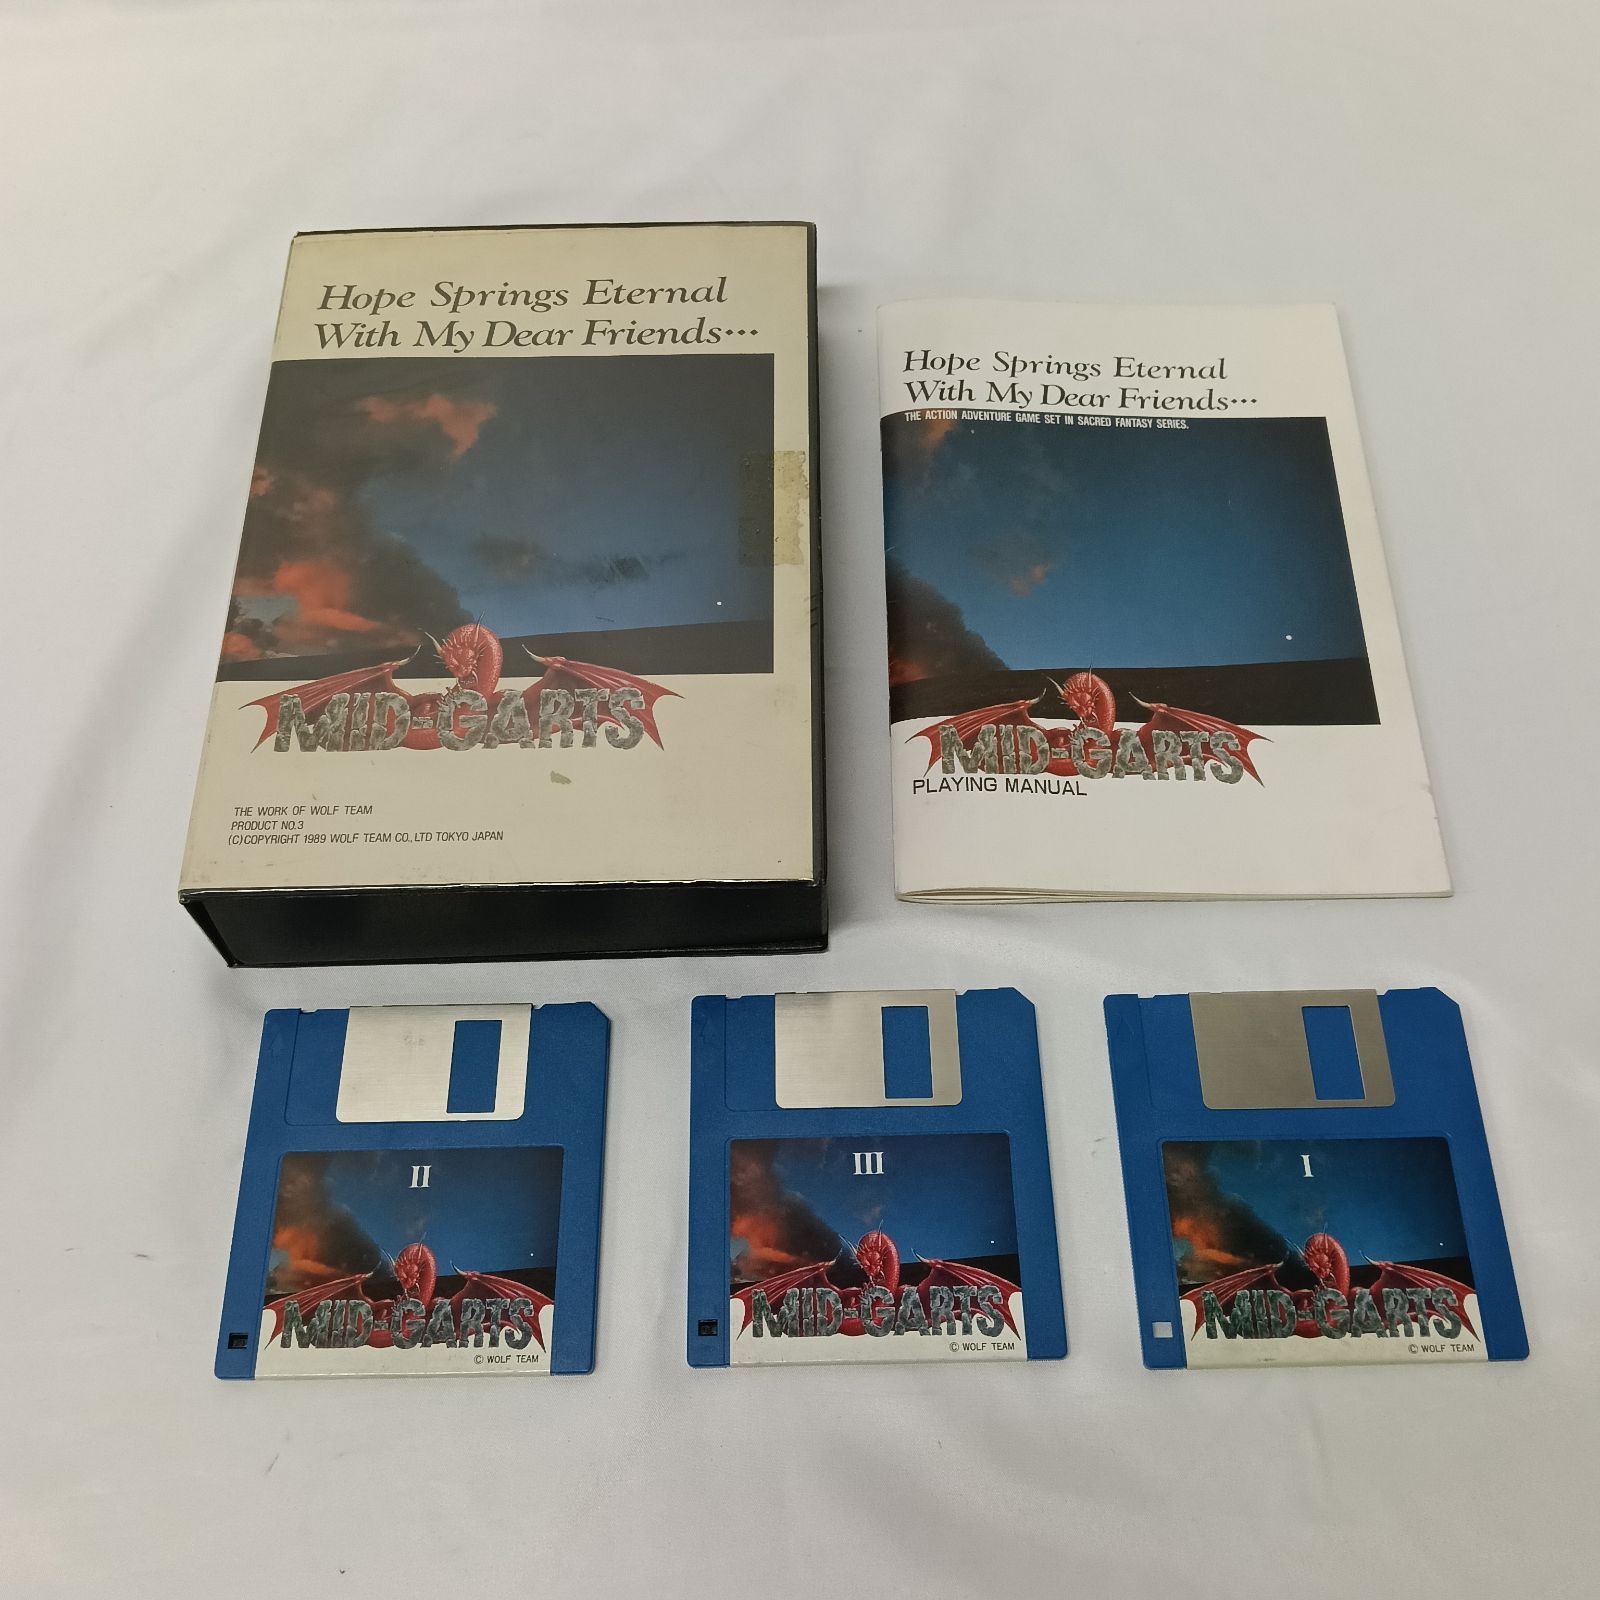 Hope Springs Eternal
With My Dear Friends…
MID-GARTS
THE WORK OF WOLF TEAM
PRODUCT NO.3
(C)COPYRIGHT 1989 WOLF TEAM CO., LTD TOKYO JAPAN
Hope Springs Eternal
With My Dear Friends…
THE ACTION ADVENTURE GAME SET IN SACRED FANTASY SERIES.
MID-GARTS
PLAYING MANUAL
II
MID-GARTS
© WOLF TEAM
III
MID-GARTS
© WOLF TEAM
I
MID-GARTS
© WOLF TEAM